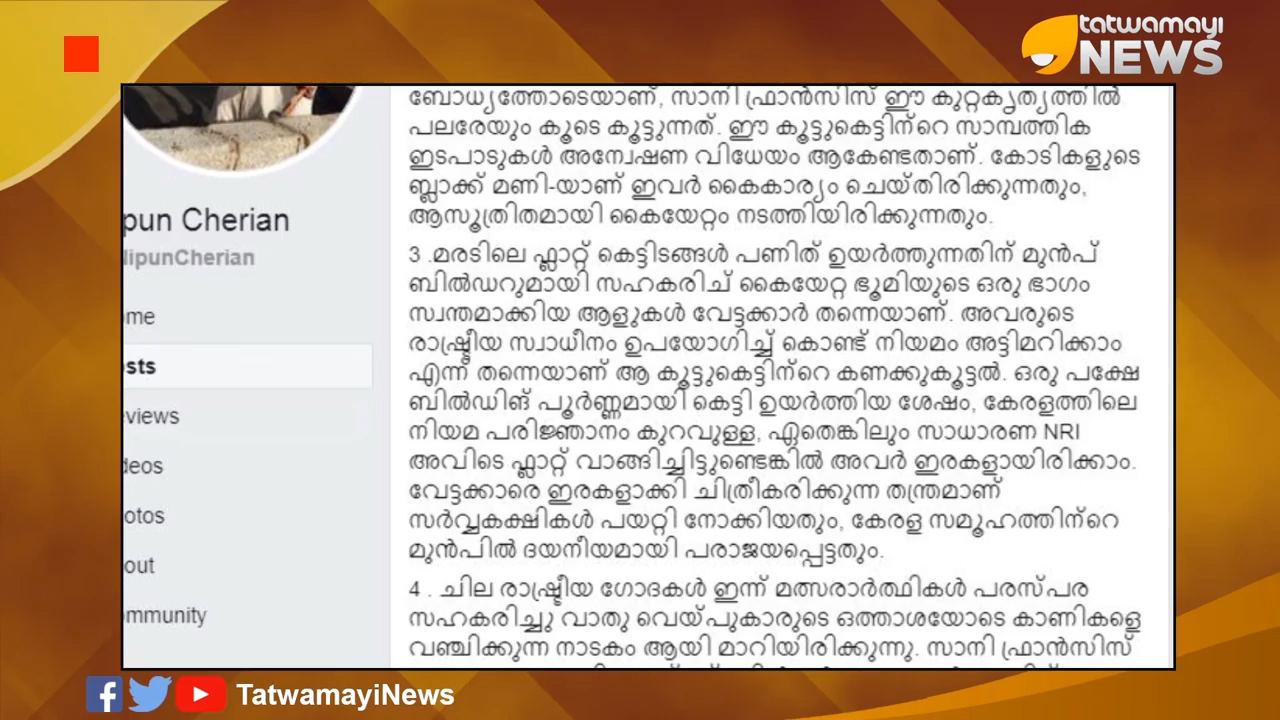 tatwamayi
NEWS
ബോധ്യത്തോടെയാണ്, സാനി ഫ്രാൻസിസ് ഈ കുറ്റകൃത്യത്തിൽ
പലരേയും കൂടെ കൂട്ടുന്നത്. ഈ കൂട്ടുകെട്ടിന്റെ സാമ്പത്തിക
ഇടപാടുകൾ അന്വേഷണ വിധേയം ആകേണ്ടതാണ്. കോടികളുടെ
ബ്ലാക്ക് മണി-യാണ് ഇവർ കൈകാര്യം ചെയ്തിരിക്കുന്നതും,
ആസൂത്രിതമായി കൈയേറ്റം നടത്തിയിരിക്കുന്നതും.
3 .മരടിലെ ഫ്ലാറ്റ് കെട്ടിടങ്ങൾ പണിത് ഉയർത്തുന്നതിന് മുൻപ്
ബിൽഡറുമായി സഹകരിച് കൈയേറ്റ ഭൂമിയുടെ ഒരു ഭാഗം
സ്വന്തമാക്കിയ ആളുകൾ വേട്ടക്കാർ തന്നെയാണ്. അവരുടെ
രാഷ്ട്രീയ സ്വാധീനം ഉപയോഗിച്ച് കൊണ്ട് നിയമം അട്ടിമറിക്കാം
എന്ന് തന്നെയാണ് ആ കൂട്ടുകെട്ടിന്റെ കണക്കുകൂട്ടൽ. ഒരു പക്ഷേ
ബിൽഡിങ് പൂർണ്ണമായി കെട്ടി ഉയർത്തിയ ശേഷം, കേരളത്തിലെ
നിയമ പരിജ്ഞാനം കുറവുള്ള, ഏതെങ്കിലും സാധാരണ NRI
അവിടെ ഫ്ലാറ്റ് വാങ്ങിച്ചിട്ടുണ്ടെങ്കിൽ അവർ ഇരകളായിരിക്കാം.
വേട്ടക്കാരെ ഇരകളാക്കി ചിത്രീകരിക്കുന്ന തന്ത്രമാണ്
സർവ്വകക്ഷികൾ പയറ്റി നോക്കിയതും, കേരള സമൂഹത്തിന്റെ
മുൻപിൽ ദയനീയമായി പരാജയപ്പെട്ടതും.
4 . ചില രാഷ്ട്രീയ ഗോദകൾ ഇന്ന് മത്സരാർത്ഥികൾ പരസ്പര
സഹകരിച്ചു വാതു വെയ്പുകാരുടെ ഒത്താശയോടെ കാണികളെ
വഞ്ചിക്കുന്ന നാടകം ആയി മാറിയിരിക്കുന്നു. സാനി ഫ്രാൻസിസ്
pun Cherian
lipunCherian
ome
sts
eviews
deos
otos
out
mmunity
TatwamayiNews